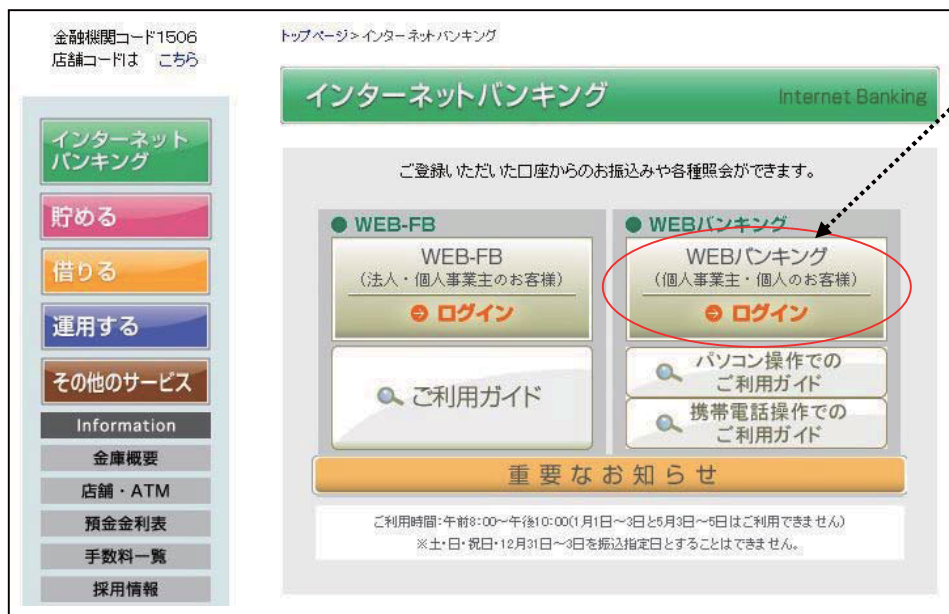 金融機関コード1506
店舗コードは こちら
インターネット
バンキング
貯める
借りる
運用する
その他のサービス
Information
金庫概要
店舗・ATM
預金金利表
手数料一覧
採用情報
トップページ>インターネットバンキング
インターネットバンキング Internet Banking
ご登録いただいた口座からのお振込みや各種照会ができます。
● WEB-FB
WEB-FB
(法人・個人事業主のお客様)
ログイン
ご利用ガイド
● WEBバンキング
WEBバンキング
(個人事業主・個人のお客様)
ログイン
パソコン操作での
ご利用ガイド
携帯電話操作での
ご利用ガイド
重要なお知らせ
ご利用時間:午前8:00~午後10:00(1月1日~3日と5月3日~5日はご利用できません)
※土・日・祝日・12月31日~3日を振込指定日とすることはできません。